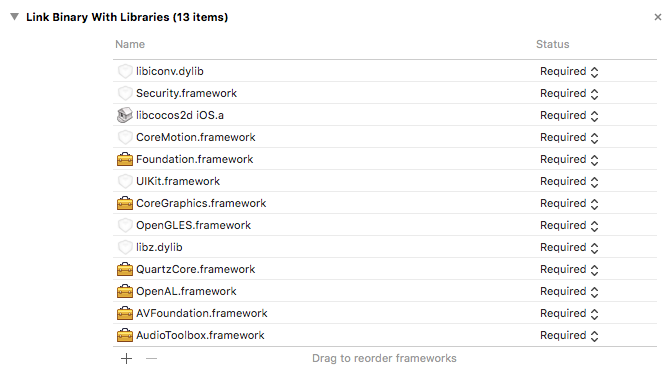 Link Binary With Libraries (13 items)
Name Status
libiconv.dylib Required
Security.framework Required
libcocos2d iOS.a Required
CoreMotion.framework Required
Foundation.framework Required
UIKit.framework Required
CoreGraphics.framework Required
OpenGLES.framework Required
libz.dylib Required
QuartzCore.framework Required
OpenAL.framework Required
AVFoundation.framework Required
AudioToolbox.framework Required
Drag to reorder frameworks